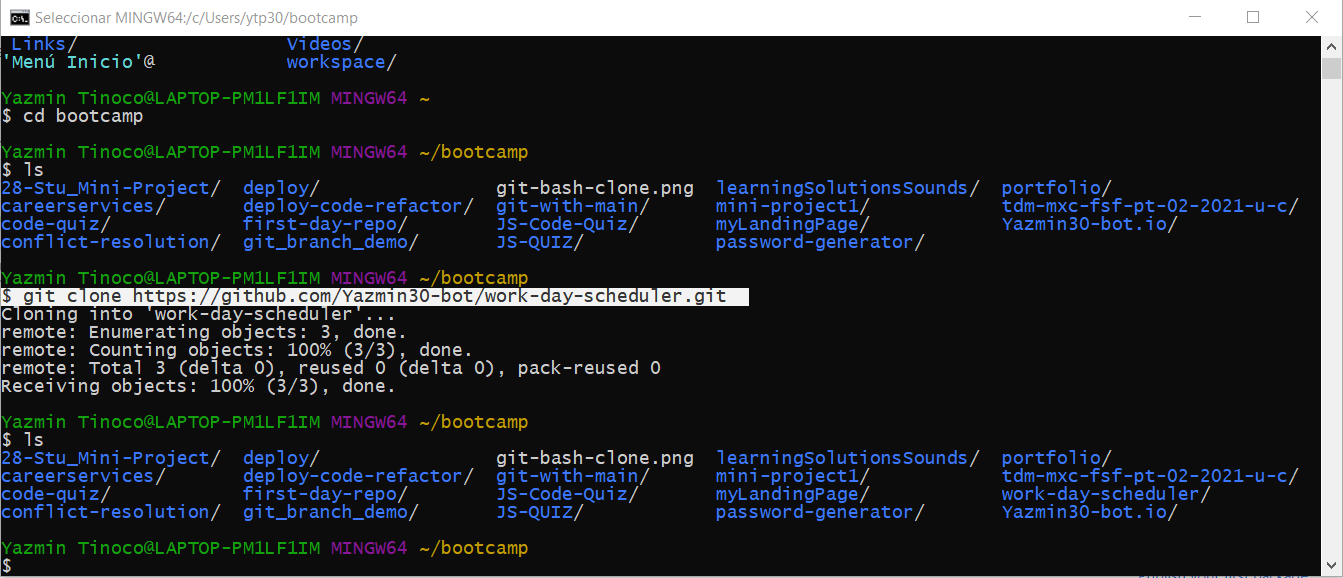 Seleccionar MINGW64:/c/Users/ytp30/bootcamp
Links/ Videos/
'Menú Inicio'@ workspace/
Yazmin Tinoco@LAPTOP-PM1LF1IM MINGW64 ~
$ cd bootcamp
Yazmin Tinoco@LAPTOP-PM1LF1IM MINGW64 ~/bootcamp
$ ls
28-Stu_Mini-Project/ deploy/ git-bash-clone.png learningSolutionsSounds/ portfolio/
careerservices/ deploy-code-refactor/ git-with-main/ mini-project1/ tdm-mxc-fsf-pt-02-2021-u-c/
code-quiz/ first-day-repo/ JS-Code-Quiz/ myLandingPage/ Yazmin30-bot.io/
conflict-resolution/ git_branch_demo/ JS-QUIZ/ password-generator/
Yazmin Tinoco@LAPTOP-PM1LF1IM MINGW64 ~/bootcamp
$ git clone https://github.com/Yazmin30-bot/work-day-scheduler.git
Cloning into 'work-day-scheduler'...
remote: Enumerating objects: 3, done.
remote: Counting objects: 100% (3/3), done.
remote: Total 3 (delta 0), reused 0 (delta 0), pack-reused 0
Receiving objects: 100% (3/3), done.
Yazmin Tinoco@LAPTOP-PM1LF1IM MINGW64 ~/bootcamp
$ ls
28-Stu_Mini-Project/ deploy/ git-bash-clone.png learningSolutionsSounds/ portfolio/
careerservices/ deploy-code-refactor/ git-with-main/ mini-project1/ tdm-mxc-fsf-pt-02-2021-u-c/
code-quiz/ first-day-repo/ JS-Code-Quiz/ myLandingPage/ work-day-scheduler/
conflict-resolution/ git_branch_demo/ JS-QUIZ/ password-generator/ Yazmin30-bot.io/
Yazmin Tinoco@LAPTOP-PM1LF1IM MINGW64 ~/bootcamp
$